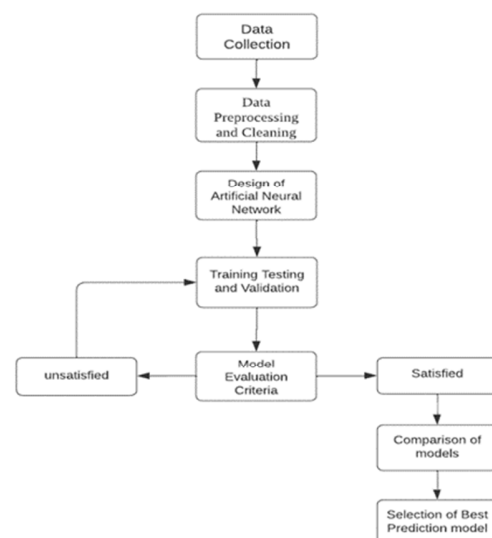 Data
Collection
Data
Preprocessing
and Cleaning
Design of
Artificial Neural
Network
Training Testing
and Validation
unsatisfied
Model
Evaluation
Criteria
Satisfied
Comparison of
models
Selection of Best
Prediction model